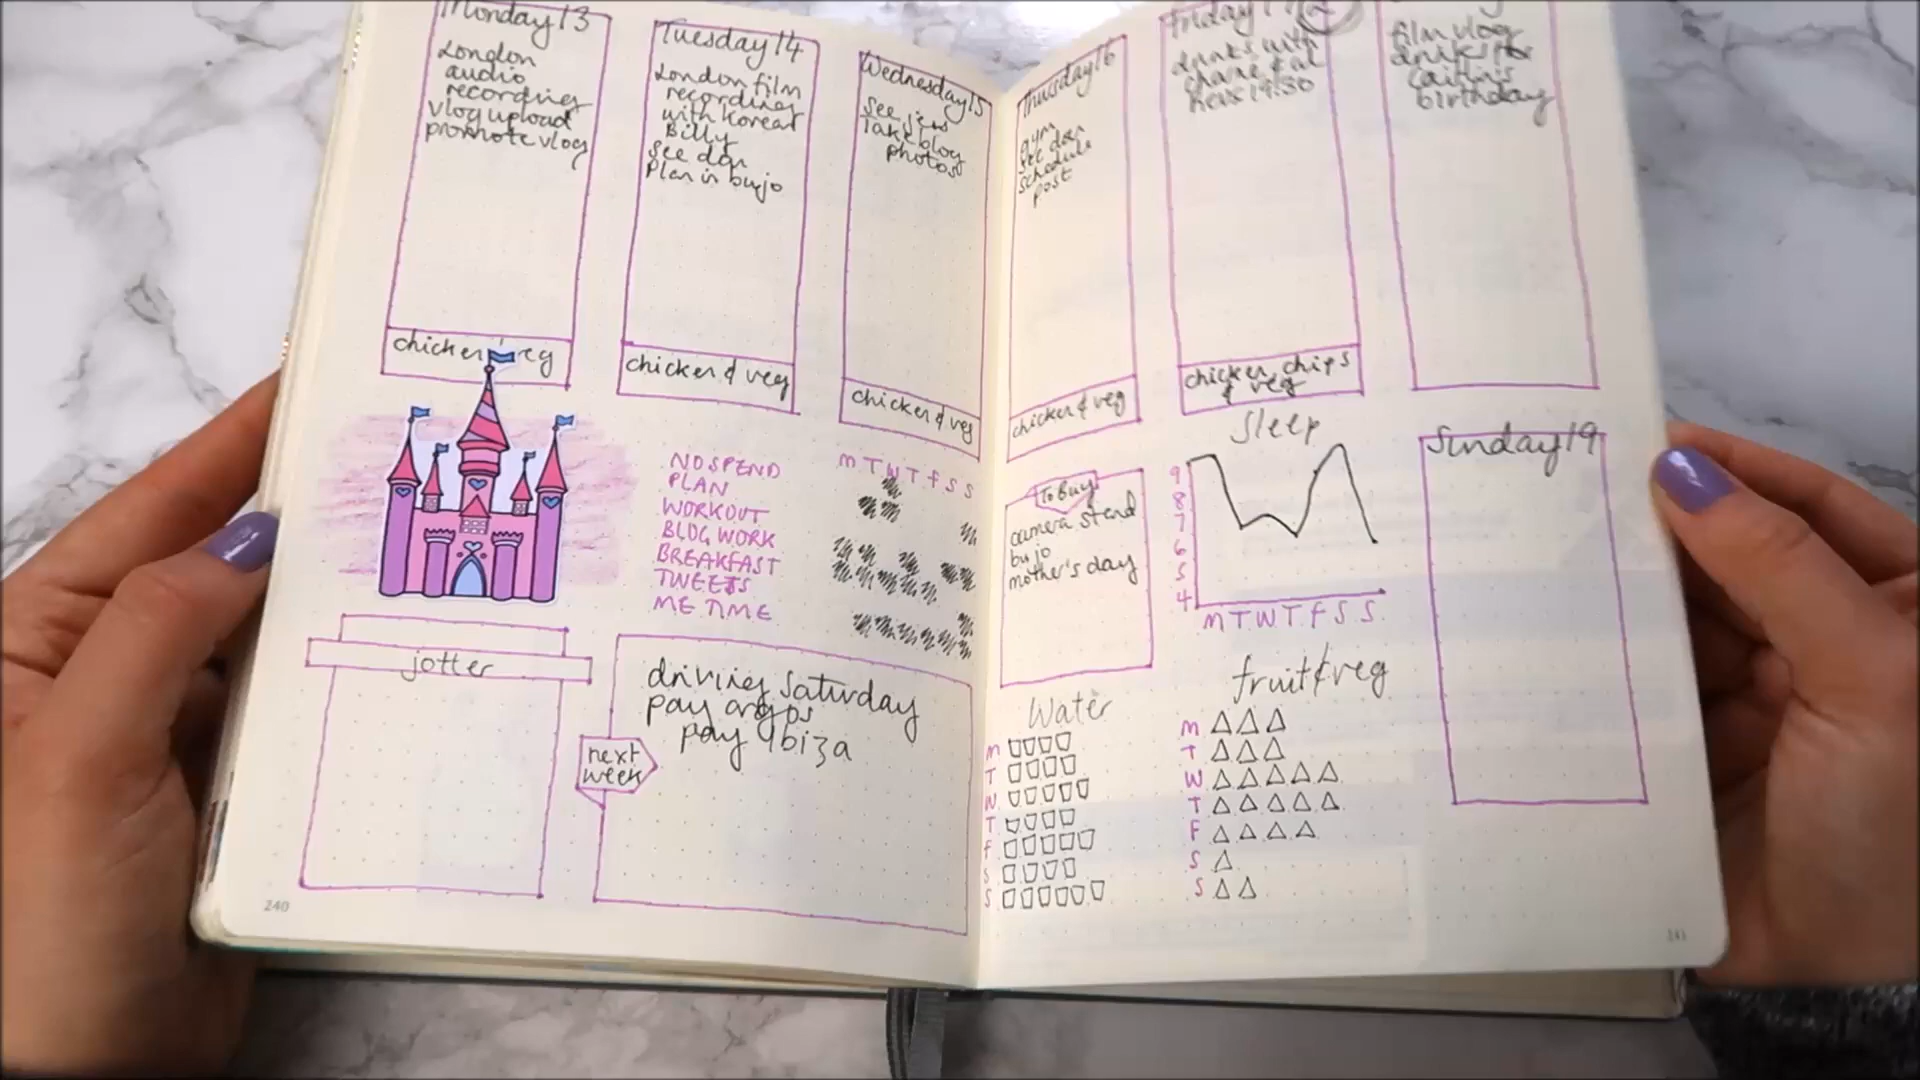 Monday 13
London
audio
recording
vlog upload
promote vlog
chicken veg
Tuesday 14
London film
recording
with Korean
Billy
see dan
Plan in bujo
chicken & veg
Wednesday 15
see
Take blog
photos
chicken & veg
NO SPEND
PLAN
WORKOUT
BLOG WORK
BREAKFAST
TWEETS
ME TIME
M T W T F S S
jotter
next
week
driving Saturday
pay argos
pay Ibiza
240
Thursday 16
gym
see dan
schedule
post
chicken & veg
Friday
drinks with
19:30
chicken, chips
& veg
film vlog
drinks for
caitlin's
birthday
To Buy
camera stand
bujo
mother's day
Sleep
9
8
7
6
5
4
M T W T F S S
Sunday 19
Water
M
T
W
T
F
S
S
fruit & veg
M
T
W
T
F
S
S
241